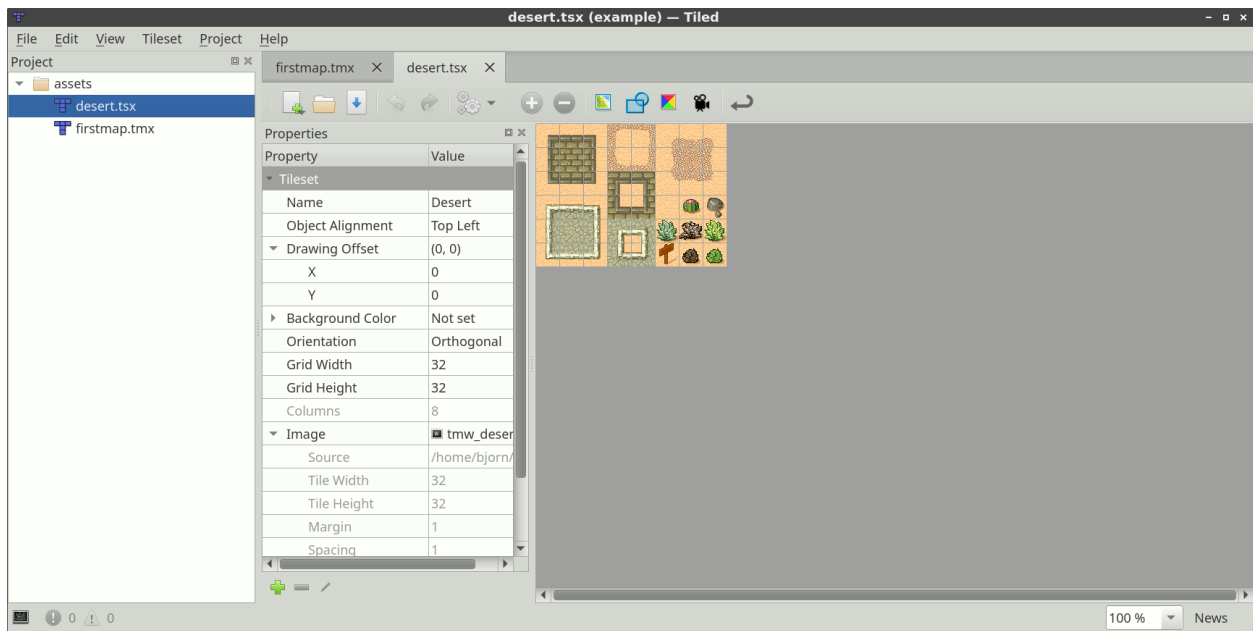 desert.tsx (example) — Tiled
File Edit View Tileset Project Help
Project
assets
desert.tsx
firstmap.tmx
firstmap.tmx desert.tsx
Properties
Property Value
Tileset
Name Desert
Object Alignment Top Left
Drawing Offset (0, 0)
X 0
Y 0
Background Color Not set
Orientation Orthogonal
Grid Width 32
Grid Height 32
Columns 8
Image tmw_deser
Source /home/bjorn/
Tile Width 32
Tile Height 32
Margin 1
Spacing 1
0 0
100 % News